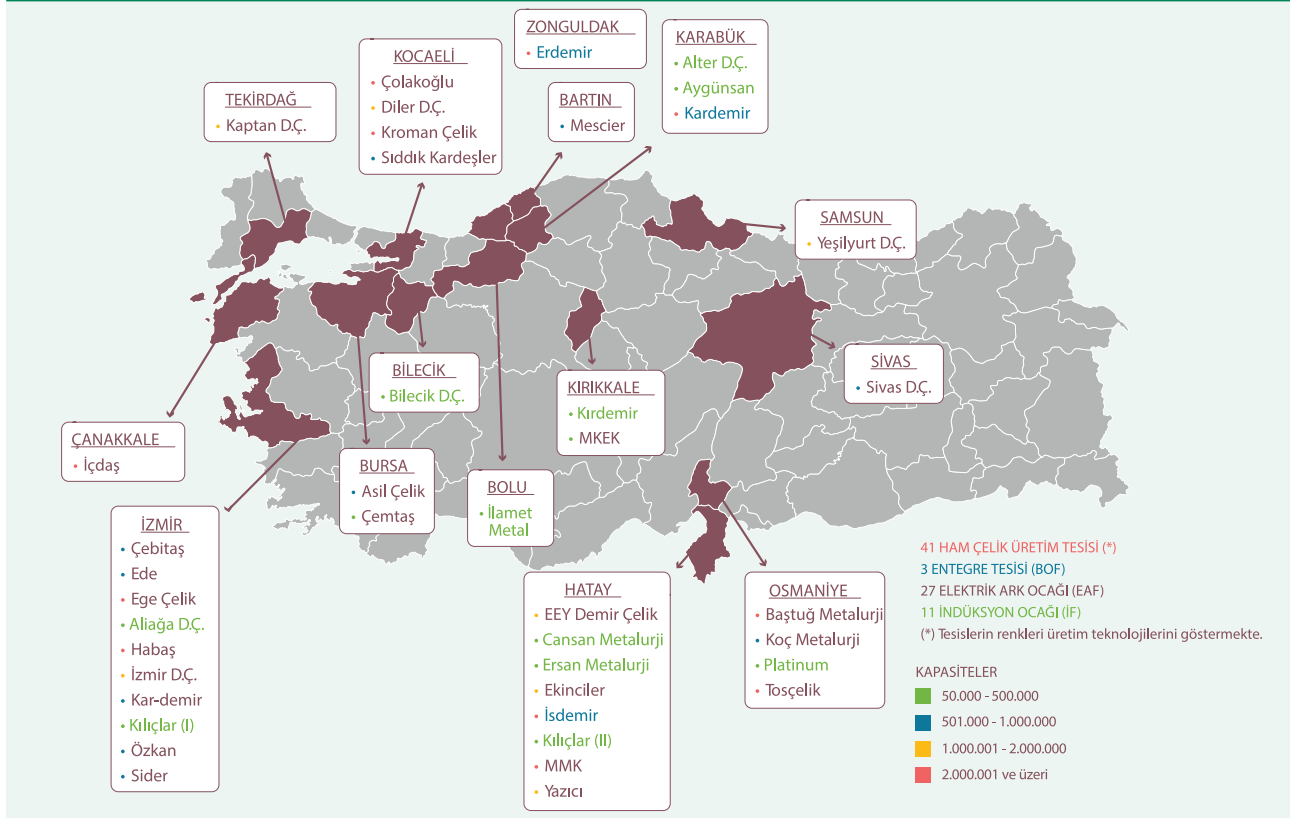 ZONGULDAK
• Erdemir
KARABÜK
• Alter D.Ç.
• Aygünsan
• Kardemir
KOCAELİ
• Çolakoğlu
• Diler D.Ç.
• Kroman Çelik
• Sıddık Kardeşler
TEKİRDAĞ
• Kaptan D.Ç.
BARTIN
• Mescier
SAMSUN
• Yeşilyurt D.Ç.
SİVAS
• Sivas D.Ç.
BİLECİK
• Bilecik D.Ç.
KIRIKKALE
• Kırdemir
• MKEK
ÇANAKKALE
• İçdaş
BURSA
• Asil Çelik
• Çemtaş
BOLU
• İlamet
Metal
İZMİR
• Çebitaş
• Ede
• Ege Çelik
• Aliağa D.Ç.
• Habaş
• İzmir D.Ç.
• Kar-demir
• Kılıçlar (I)
• Özkan
• Sider
HATAY
• EEY Demir Çelik
• Cansan Metalurji
• Ersan Metalurji
• Ekinciler
• İsdemir
• Kılıçlar (II)
• MMK
• Yazıcı
OSMANİYE
• Baştuğ Metalurji
• Koç Metalurji
• Platinum
• Tosçelik
41 HAM ÇELİK ÜRETİM TESİSİ (*)
3 ENTEGRE TESİSİ (BOF)
27 ELEKTRİK ARK OCAĞI (EAF)
11 İNDÜKSYON OCAĞI (İF)
(*) Tesislerin renkleri üretim teknolojilerini göstermekte.
KAPASİTELER
50.000 - 500.000
501.000 - 1.000.000
1.000.001 - 2.000.000
2.000.001 ve üzeri